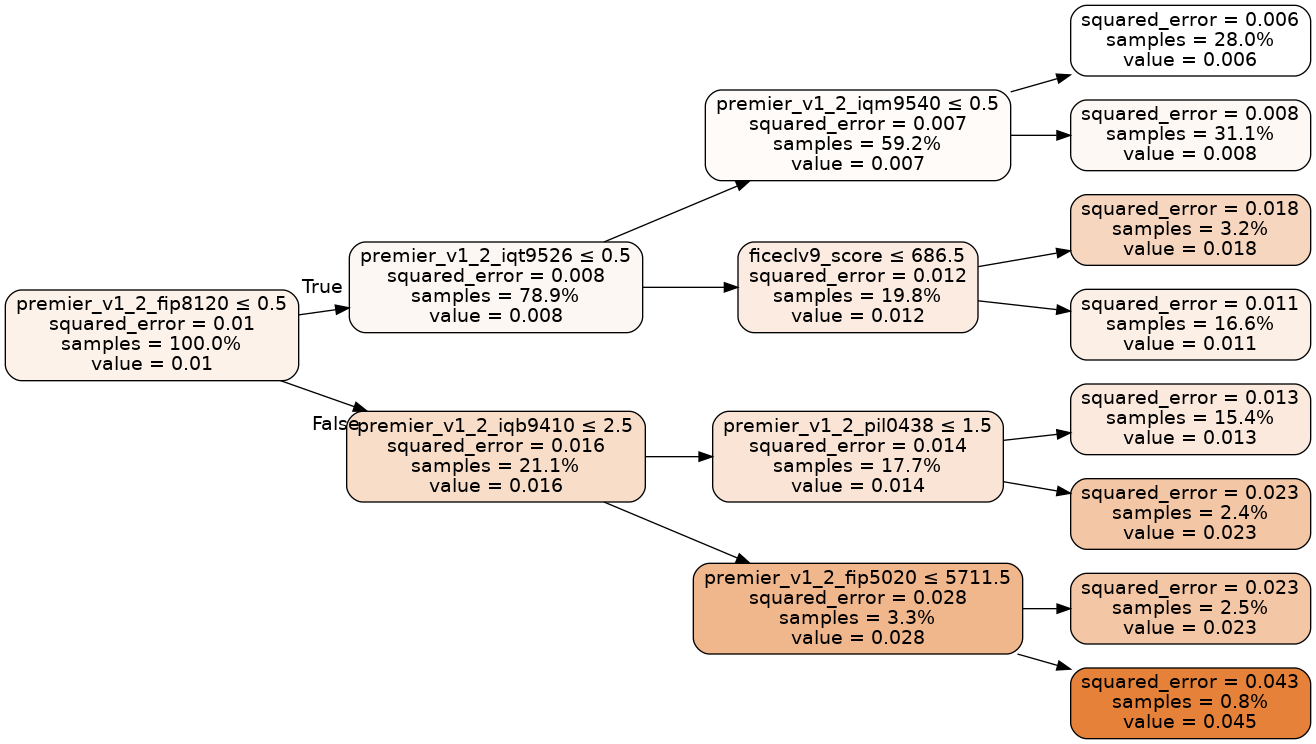 premier_v1_2_fip8120 ≤ 0.5
squared_error = 0.01
samples = 100.0%
value = 0.01
True
False
premier_v1_2_iqt9526 ≤ 0.5
squared_error = 0.008
samples = 78.9%
value = 0.008
premier_v1_2_iqb9410 ≤ 2.5
squared_error = 0.016
samples = 21.1%
value = 0.016
premier_v1_2_iqm9540 ≤ 0.5
squared_error = 0.007
samples = 59.2%
value = 0.007
ficeclv9_score ≤ 686.5
squared_error = 0.012
samples = 19.8%
value = 0.012
premier_v1_2_pil0438 ≤ 1.5
squared_error = 0.014
samples = 17.7%
value = 0.014
premier_v1_2_fip5020 ≤ 5711.5
squared_error = 0.028
samples = 3.3%
value = 0.028
squared_error = 0.006
samples = 28.0%
value = 0.006
squared_error = 0.008
samples = 31.1%
value = 0.008
squared_error = 0.018
samples = 3.2%
value = 0.018
squared_error = 0.011
samples = 16.6%
value = 0.011
squared_error = 0.013
samples = 15.4%
value = 0.013
squared_error = 0.023
samples = 2.4%
value = 0.023
squared_error = 0.023
samples = 2.5%
value = 0.023
squared_error = 0.043
samples = 0.8%
value = 0.045